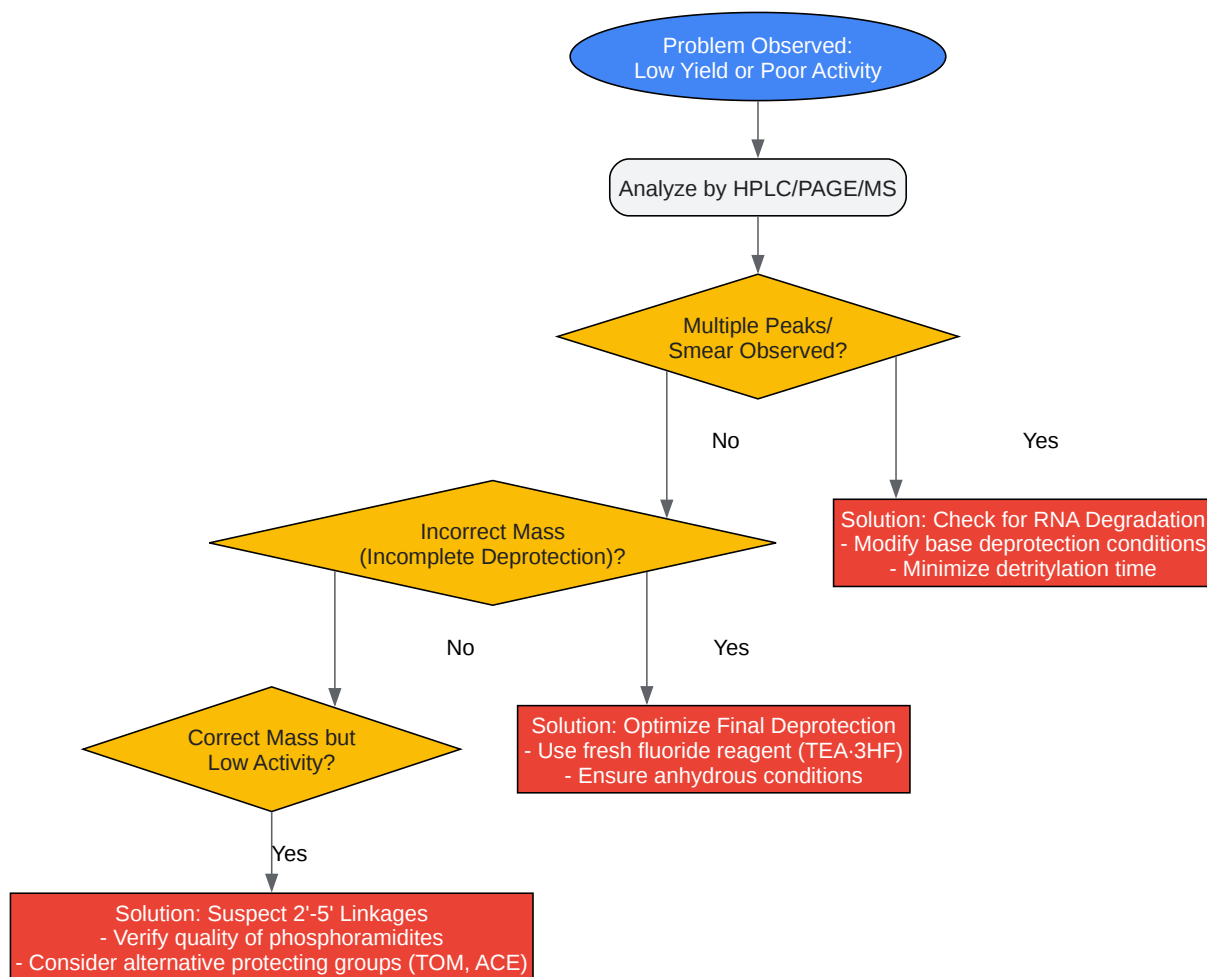 Problem Observed:
Low Yield or Poor Activity
Analyze by HPLC/PAGE/MS
Multiple Peaks/
Smear Observed?
No
Yes
Incorrect Mass
(Incomplete Deprotection)?
Solution: Check for RNA Degradation
- Modify base deprotection conditions
- Minimize detritylation time
No
Yes
Correct Mass but
Low Activity?
Solution: Optimize Final Deprotection
- Use fresh fluoride reagent (TEA·3HF)
- Ensure anhydrous conditions
Yes
Solution: Suspect 2'-5' Linkages
- Verify quality of phosphoramidites
- Consider alternative protecting groups (TOM, ACE)